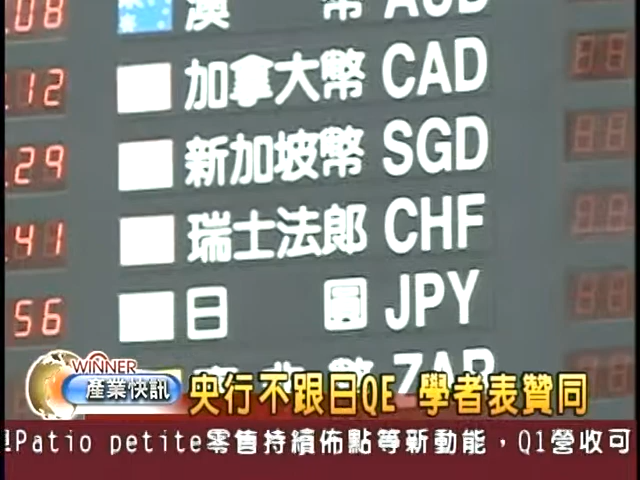 .08 澳 幣 AUD
.12 加拿大幣 CAD
.29 新加坡幣 SGD
.41 瑞士法郎 CHF
56 日 圓 JPY
幣 ZAR
WINNER
產業快訊
央行不跟日QE 學者表贊同
Patio petite零售持續佈點等新動能，Q1營收可